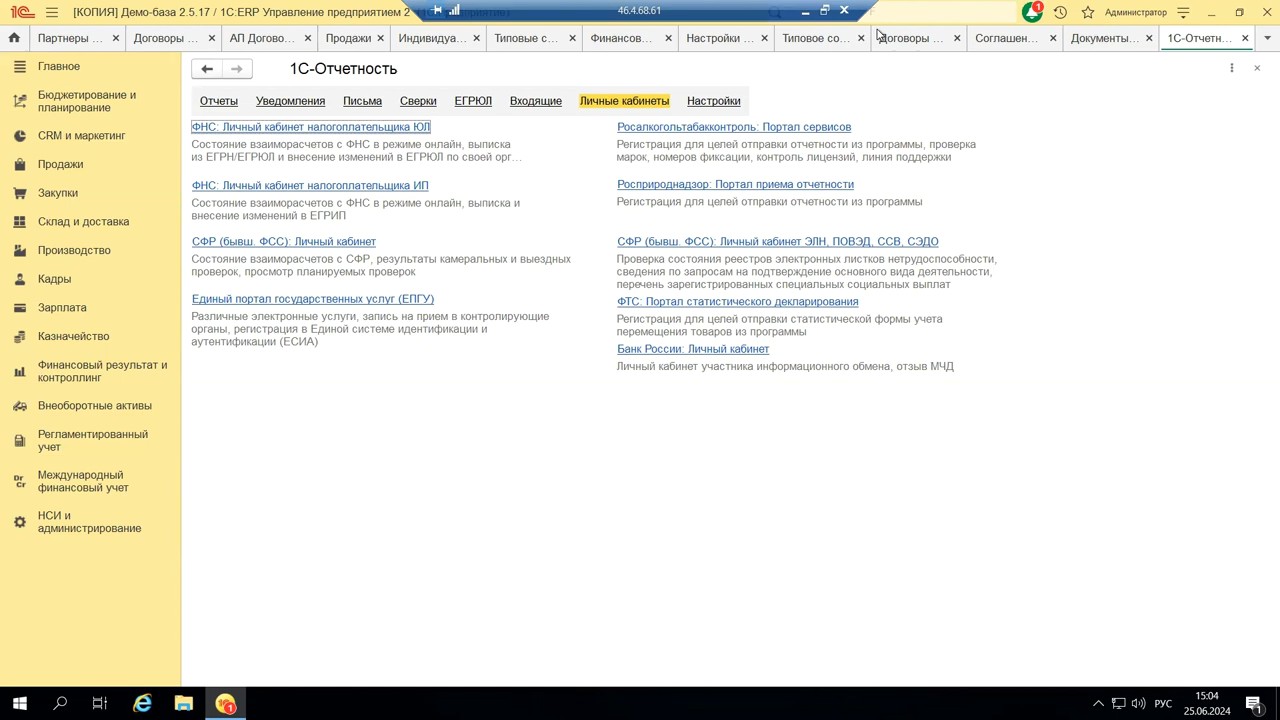 [КОПИЯ] Демо-база 2.5.17 / 1С:ERP Управление предприятием 2
46.4.68.61
1
Администратор
Партнеры ...
Договоры ...
АП Догово...
Продажи
Индивидуа...
Типовые с...
Финансов...
Настройки ...
Типовое со...
Договоры ...
Соглашен...
Документы...
1С-Отчетн...
Главное
Бюджетирование и
планирование
CRM и маркетинг
Продажи
Закупки
Склад и доставка
Производство
Кадры
Зарплата
Казначейство
Финансовый результат и
контроллинг
Внеоборотные активы
Регламентированный
учет
Dr
Cr
Международный
финансовый учет
НСИ и
администрирование
1С-Отчетность
Отчеты
Уведомления
Письма
Сверки
ЕГРЮЛ
Входящие
Личные кабинеты
Настройки
ФНС: Личный кабинет налогоплательщика ЮЛ
Состояние взаиморасчетов с ФНС в режиме онлайн, выписка
из ЕГРН/ЕГРЮЛ и внесение изменений в ЕГРЮЛ по своей орг...
ФНС: Личный кабинет налогоплательщика ИП
Состояние взаиморасчетов с ФНС в режиме онлайн, выписка и
внесение изменений в ЕГРИП
СФР (бывш. ФСС): Личный кабинет
Состояние взаиморасчетов с СФР, результаты камеральных и выездных
проверок, просмотр планируемых проверок
Единый портал государственных услуг (ЕПГУ)
Различные электронные услуги, запись на прием в контролирующие
органы, регистрация в Единой системе идентификации и
аутентификации (ЕСИА)
Росалкогольтабакконтроль: Портал сервисов
Регистрация для целей отправки отчетности из программы, проверка
марок, номеров фиксации, контроль лицензий, линия поддержки
Росприроднадзор: Портал приема отчетности
Регистрация для целей отправки отчетности из программы
СФР (бывш. ФСС): Личный кабинет ЭЛН, ПОВЭД, ССВ, СЭДО
Проверка состояния реестров электронных листков нетрудоспособности,
сведения по запросам на подтверждение основного вида деятельности,
перечень зарегистрированных специальных социальных выплат
ФТС: Портал статистического декларирования
Регистрация для целей отправки статистической формы учета
перемещения товаров из программы
Банк России: Личный кабинет
Личный кабинет участника информационного обмена, отзыв МЧД
1
РУС
15:04
25.06.2024
1